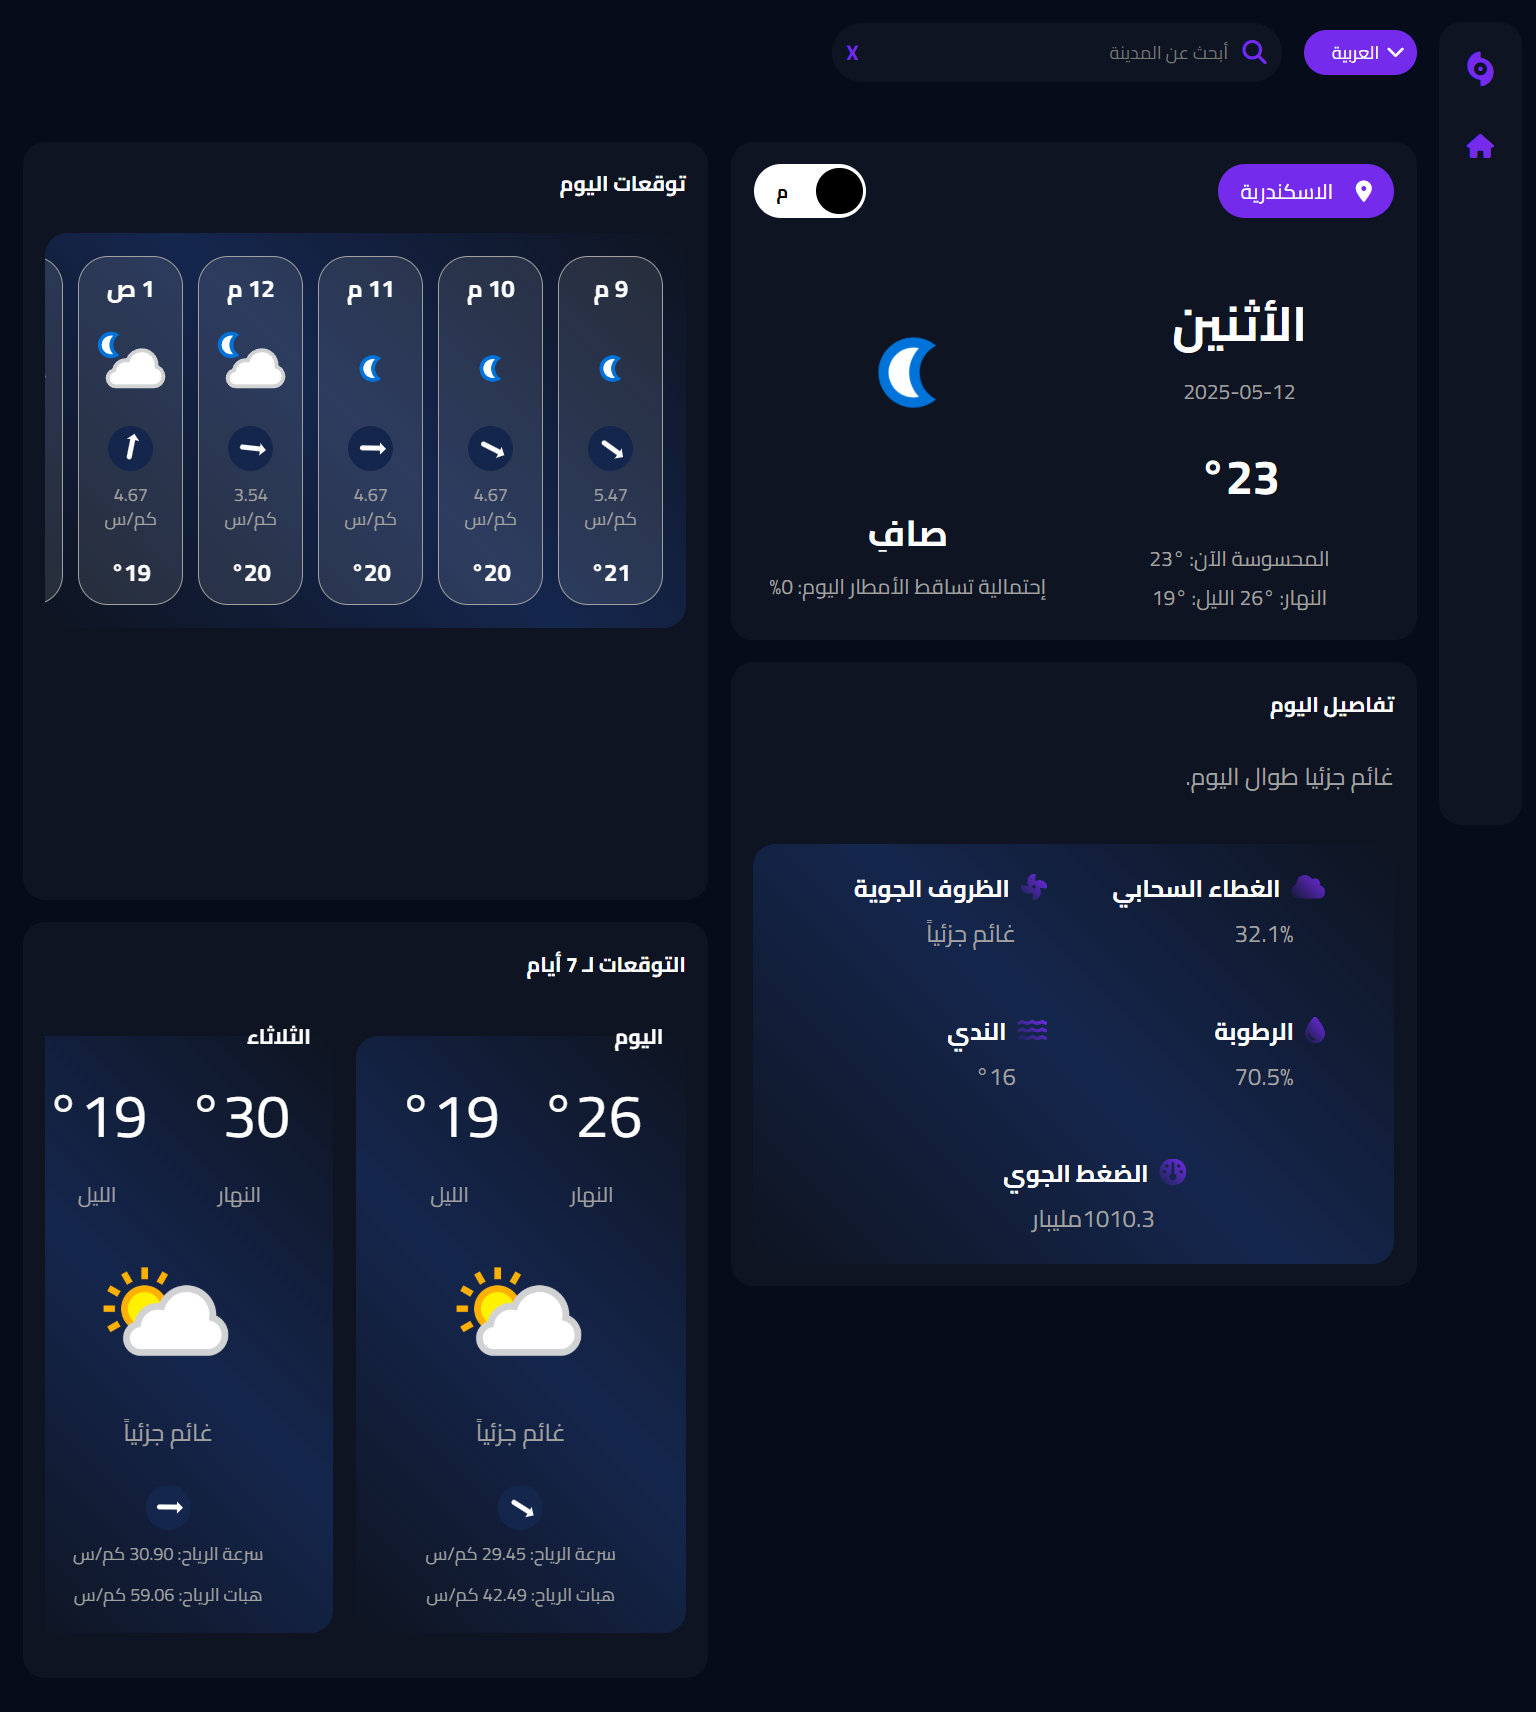 العربية
أبحث عن المدينة
X
الاسكندرية
م
الأثنين
2025-05-12
23°
المحسوسة الآن: 23°
النهار: 26° الليل: 19°
صافِ
إحتمالية تساقط الأمطار اليوم: 0%
تفاصيل اليوم
غائم جزئيا طوال اليوم.
الغطاء السحابي
32.1%
الظروف الجوية
غائم جزئياً
الرطوبة
70.5%
الندي
16°
الضغط الجوي
1010.3مليبار
توقعات اليوم
9 م
5.47
كم/س
21°
10 م
4.67
كم/س
20°
11 م
4.67
كم/س
20°
12 م
3.54
كم/س
20°
1 ص
4.67
كم/س
19°
التوقعات لـ 7 أيام
اليوم
26°
النهار
19°
الليل
غائم جزئياً
سرعة الرياح: 29.45 كم/س
هبات الرياح: 42.49 كم/س
الثلاثاء
30°
النهار
19°
الليل
غائم جزئياً
سرعة الرياح: 30.90 كم/س
هبات الرياح: 59.06 كم/س